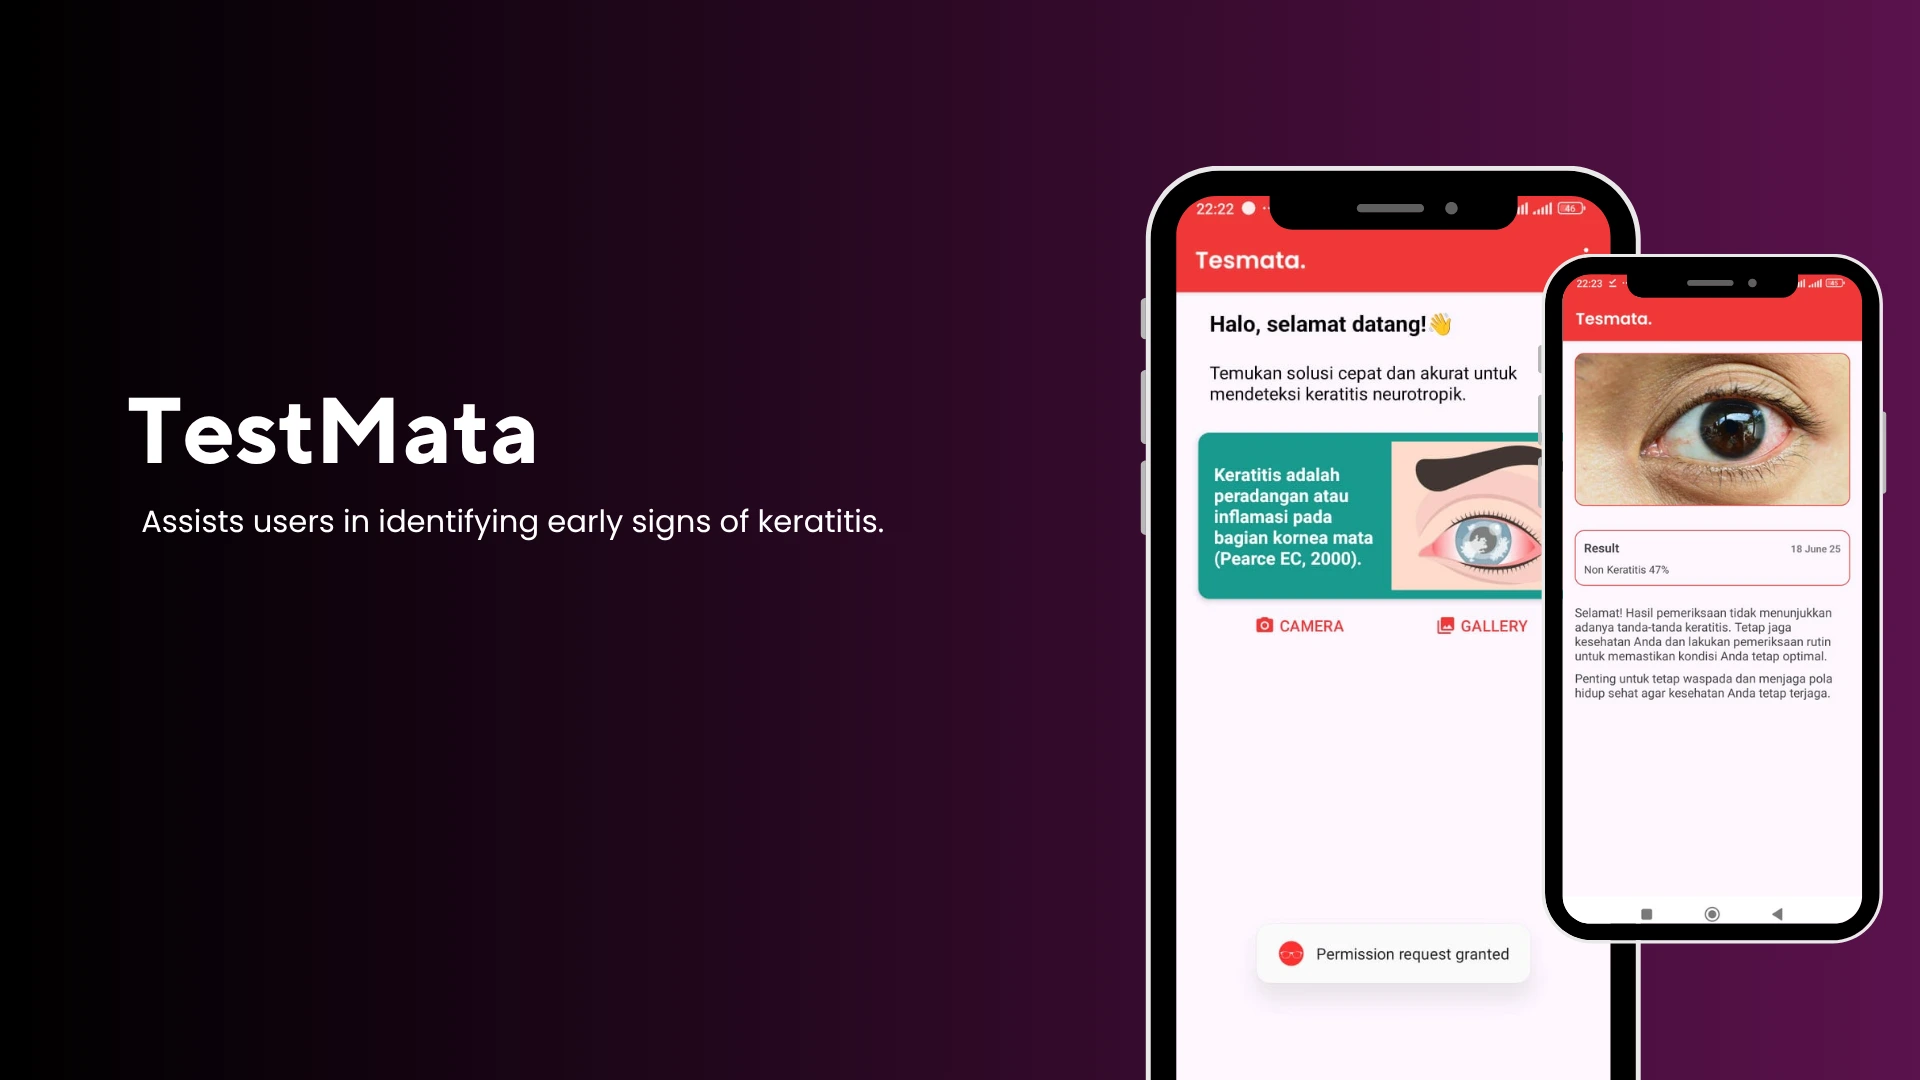 TestMata
Assists users in identifying early signs of keratitis.
22:22
46
Tesmata.
Halo, selamat datang!👋
Temukan solusi cepat dan akurat untuk
mendeteksi keratitis neurotropik.
Keratitis adalah
peradangan atau
inflamasi pada
bagian kornea mata
(Pearce EC, 2000).
CAMERA
GALLERY
Permission request granted
22:23
45
Tesmata.
Result
18 June 25
Non Keratitis 47%
Selamat! Hasil pemeriksaan tidak menunjukkan
adanya tanda-tanda keratitis. Tetap jaga
kesehatan Anda dan lakukan pemeriksaan rutin
untuk memastikan kondisi Anda tetap optimal.
Penting untuk tetap waspada dan menjaga pola
hidup sehat agar kesehatan Anda tetap terjaga.